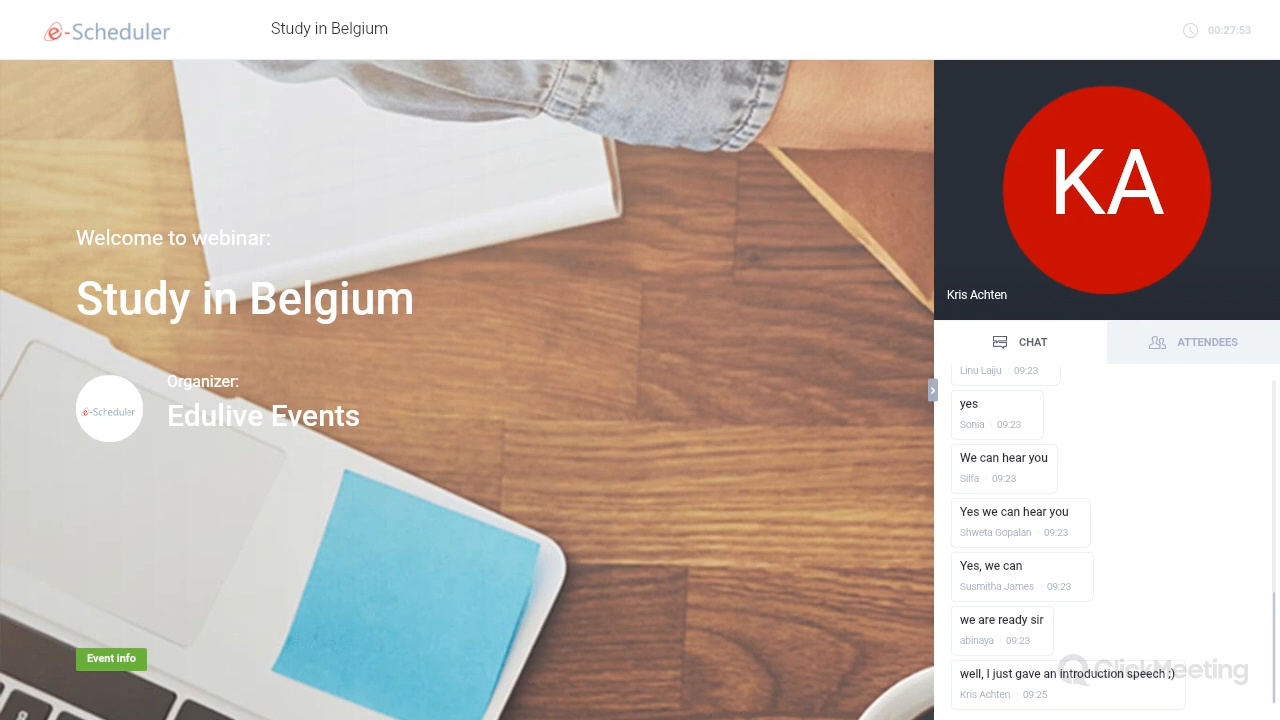 e-Scheduler
Study in Belgium
00:27:53
Welcome to webinar:
Study in Belgium
e-Scheduler
Organizer:
Edulive Events
Event info
KA
Kris Achten
CHAT
ATTENDEES
Linu Laiju 09:23
yes
Sonia 09:23
We can hear you
Silfa 09:23
Yes we can hear you
Shweta Gopalan 09:23
Yes, we can
Susmitha James 09:23
we are ready sir
abinaya 09:23
well, I just gave an introduction speech ;)
Kris Achten 09:25
ClickMeeting